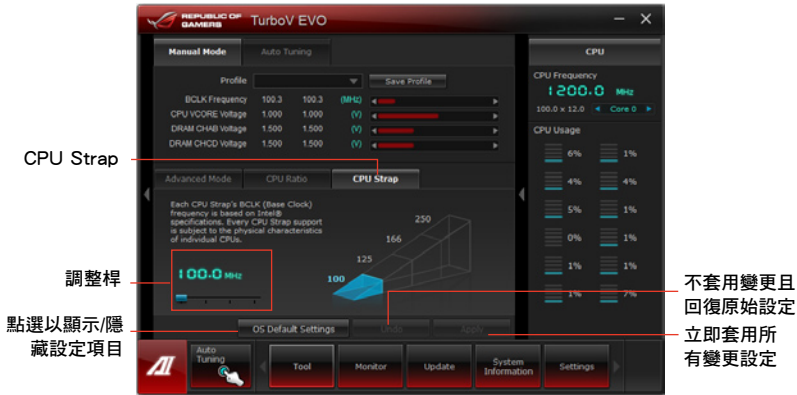 REPUBLIC OF
GAMERS
TurboV EVO
Manual Mode
Auto Tuning
CPU
Profile
Save Profile
BCLK Frequency 100.3 100.3 (MHz)
CPU VCORE Voltage 1.000 1.000 (V)
DRAM CHAB Voltage 1.500 1.500 (V)
DRAM CHCD Voltage 1.500 1.500 (V)
CPU Frequency
1200.0 MHz
100.0 x 12.0 Core 0
CPU Usage
6% 1%
4% 4%
5% 1%
0% 1%
1% 1%
1% 7%
CPU Strap
Advanced Mode
CPU Ratio
CPU Strap
Each CPU Strap's BCLK (Base Clock)
frequency is based on Intel®
specifications. Every CPU Strap support
is subject to the physical characteristics
of individual CPUs.
250
166
125
100
調整桿
100.0 MHz
不套用變更且
回復原始設定
點選以顯示/隱
藏設定項目
OS Default Settings
Undo
Apply
立即套用所
有變更設定
AI
Auto
Tuning
Tool
Monitor
Update
System
Information
Settings